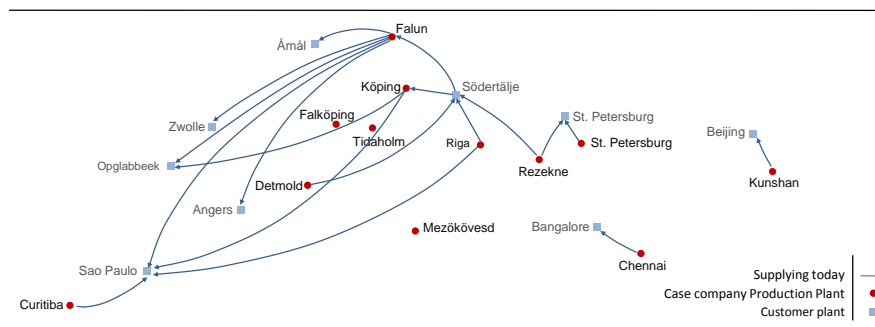 Falun
Åmål
Köping
Södertälje
Zwolle
Falköping
Tidaholm
St. Petersburg
Riga
St. Petersburg
Beijing
Opglabbeek
Rezekne
Kunshan
Detmold
Angers
Mezökövesd
Bangalore
Chennai
Sao Paulo
Curitiba
Supplying today
Case company Production Plant
Customer plant